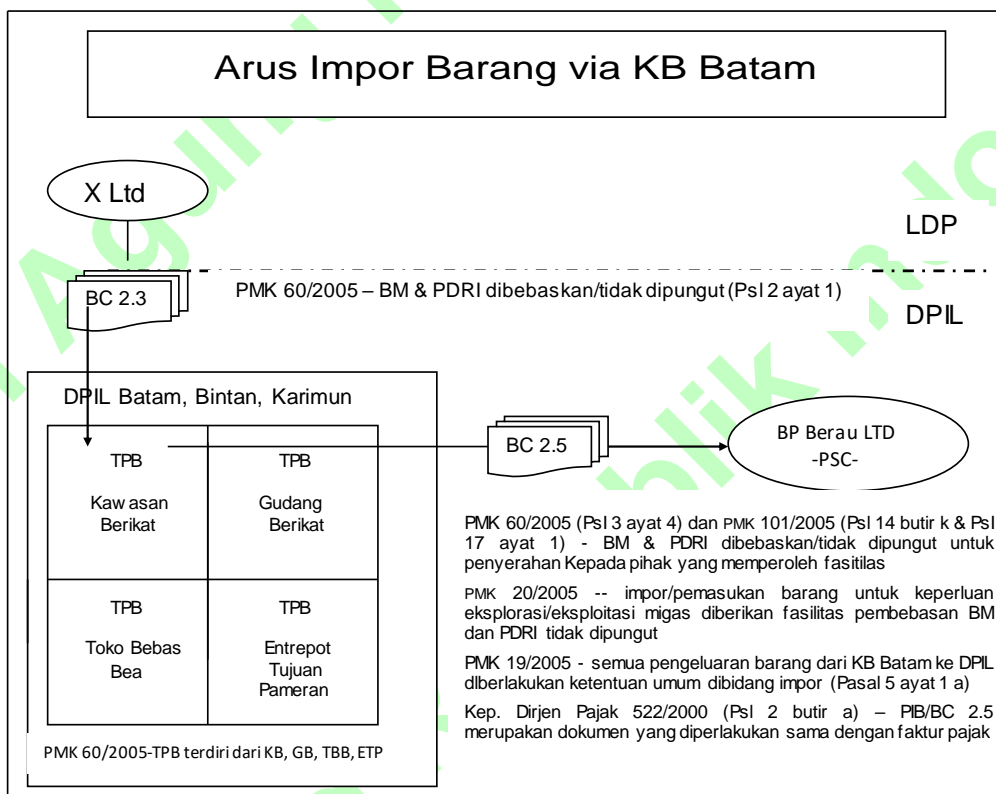 Arus Impor Barang via KB Batam
X Ltd
LDP
BC 2.3
PMK 60/2005 – BM & PDRI dibebaskan/tidak dipungut (Psl 2 ayat 1)
DPIL
DPIL Batam, Bintan, Karimun
TPB
Kawasan
Berikat
TPB
Gudang
Berikat
TPB
Toko Bebas
Bea
TPB
Entrepot
Tujuan
Pameran
PMK 60/2005-TPB terdiri dari KB, GB, TBB, ETP
BC 2.5
BP Berau LTD
-PSC-
PMK 60/2005 (Psl 3 ayat 4) dan PMK 101/2005 (Psl 14 butir k & Psl
17 ayat 1) - BM & PDRI dibebaskan/tidak dipungut untuk
penyerahan Kepada pihak yang memperoleh fasitilas
PMK 20/2005 -- impor/pemasukan barang untuk keperluan
eksplorasi/eksploitasi migas diberikan fasilitas pembebasan BM
dan PDRI tidak dipungut
PMK 19/2005 - semua pengeluaran barang dari KB Batam ke DPIL
dIberlakukan ketentuan umum dibidang impor (Pasal 5 ayat 1 a)
Kep. Dirjen Pajak 522/2000 (Psl 2 butir a) – PIB/BC 2.5
merupakan dokumen yang diperlakukan sama dengan faktur pajak